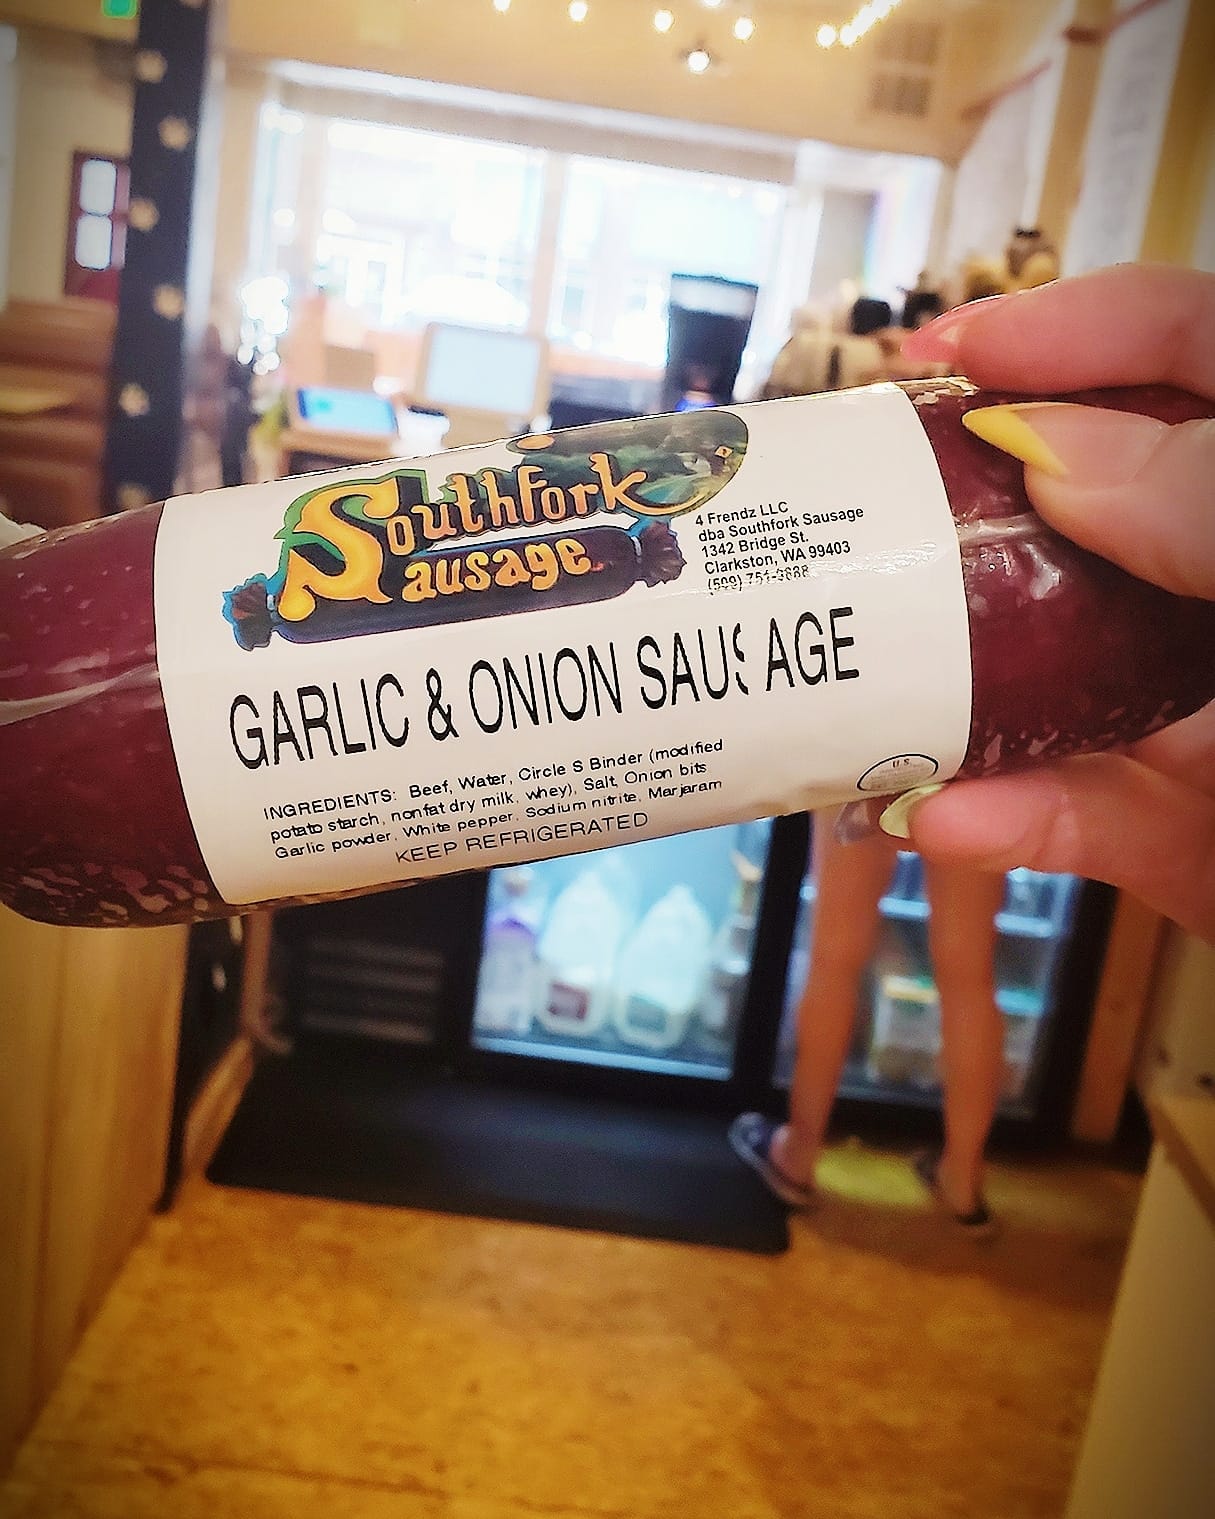 Southfork
Sausage
4 Frendz LLC
dba Southfork Sausage
1342 Bridge St.
Clarkston, WA 99403
(509)
GARLIC & ONION SAUSAGE
INGREDIENTS: Beef, Water, Circle S Binder (modified
potato starch, nonfat dry milk, whey), Salt, Onion bits
Garlic powder, White pepper, Sodium nitrite, Marjaram
KEEP REFRIGERATED
U.S.